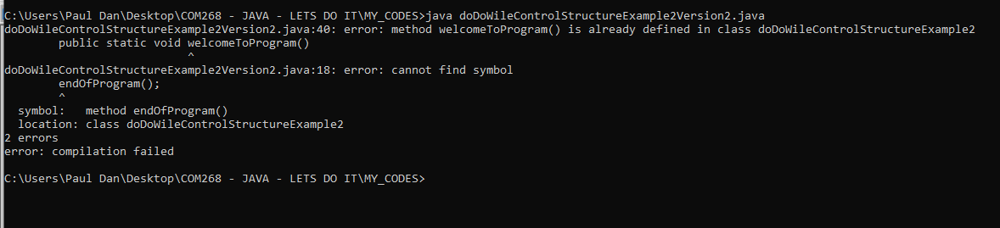 C:\Users\Paul Dan\Desktop\COM268 - JAVA - LETS DO IT\MY_CODES>java doDoWileControlStructureExample2Version2.java
doDoWileControlStructureExample2Version2.java:40: error: method welcomeToProgram() is already defined in class doDoWileControlStructureExample2
        public static void welcomeToProgram()
                           ^
doDoWileControlStructureExample2Version2.java:18: error: cannot find symbol
        endOfProgram();
        ^
  symbol:   method endOfProgram()
  location: class doDoWileControlStructureExample2
2 errors
error: compilation failed
C:\Users\Paul Dan\Desktop\COM268 - JAVA - LETS DO IT\MY_CODES>